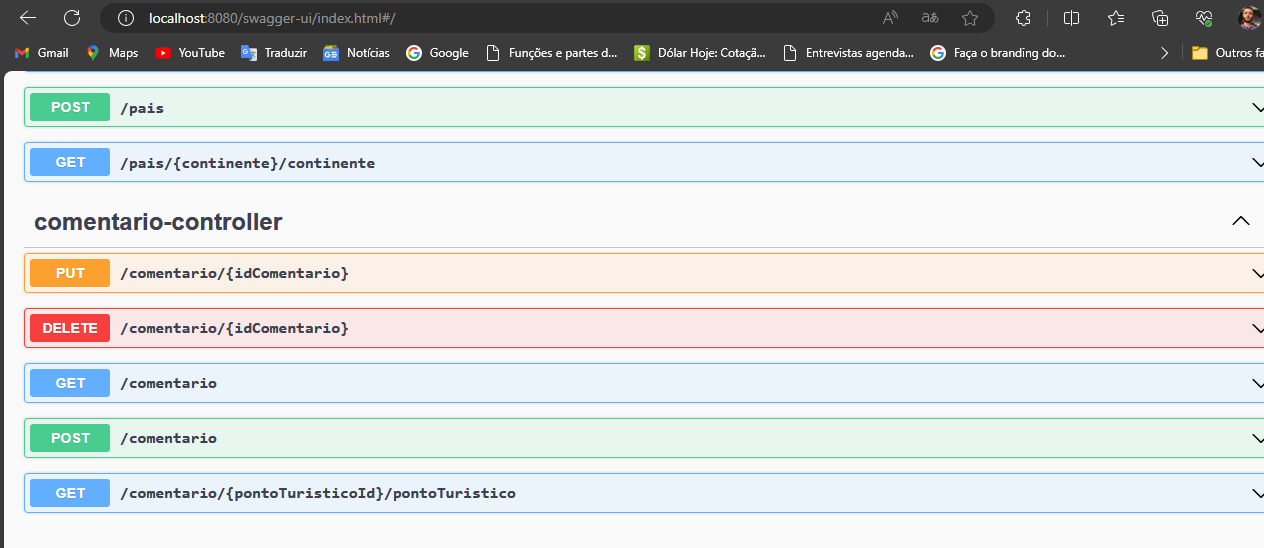 localhost:8080/swagger-ui/index.html#/
Gmail Maps YouTube Traduzir Notícias Google Funções e partes d... Dólar Hoje: Cotaçã... Entrevistas agenda... Faça o branding do... Outros fa
POST /pais
GET /pais/{continente}/continente
comentario-controller
PUT /comentario/{idComentario}
DELETE /comentario/{idComentario}
GET /comentario
POST /comentario
GET /comentario/{pontoTuristicoId}/pontoTuristico